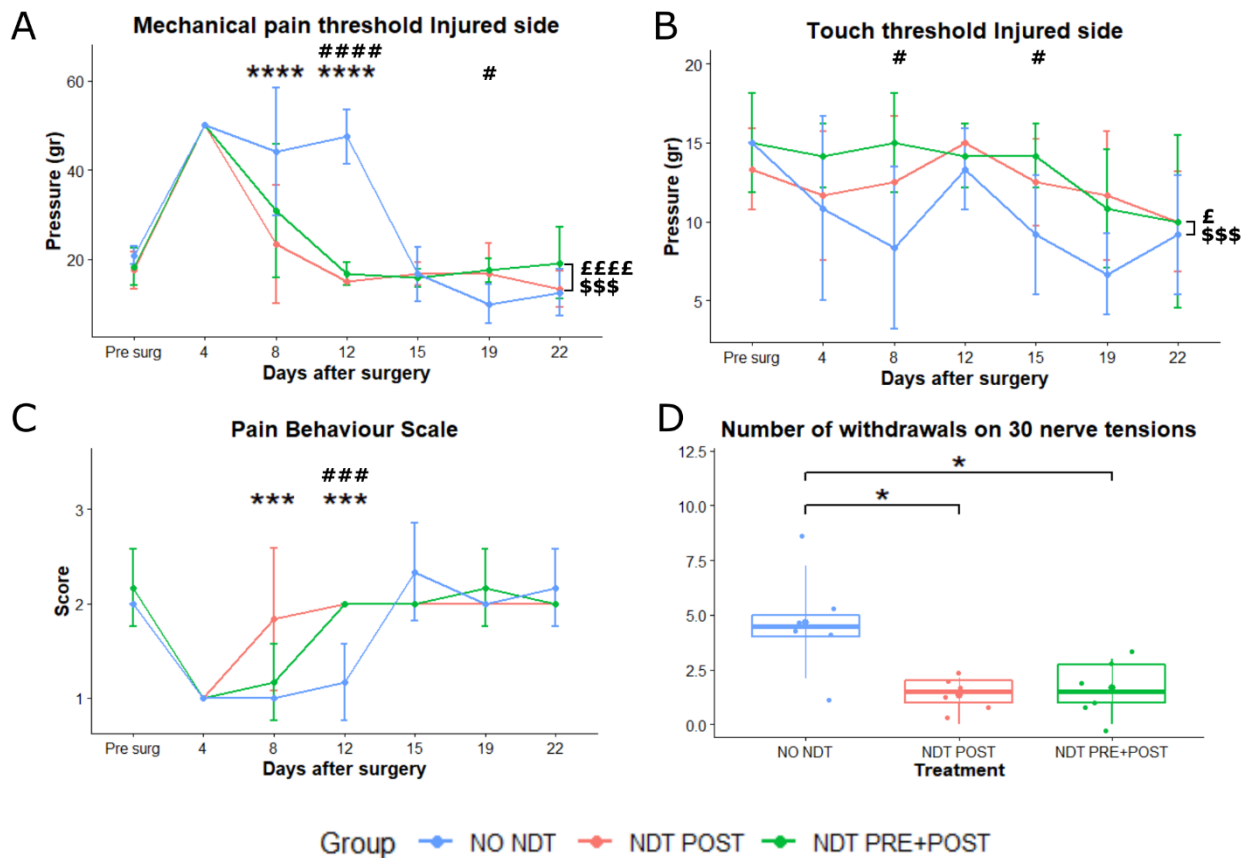 A
Mechanical pain threshold Injured side
####
**** **** #
60
40
20
Pressure (gr)
££££
$$$
Pre surg 4 8 12 15 19 22
Days after surgery
B
Touch threshold Injured side
# #
20
15
10
5
Pressure (gr)
£
$$$
Pre surg 4 8 12 15 19 22
Days after surgery
C
Pain Behaviour Scale
###
*** ***
3
2
1
Score
Pre surg 4 8 12 15 19 22
Days after surgery
D
Number of withdrawals on 30 nerve tensions
12.5
10.0
7.5
5.0
2.5
0.0
*
*
NO NDT NDT POST NDT PRE+POST
Treatment
Group NO NDT NDT POST NDT PRE+POST